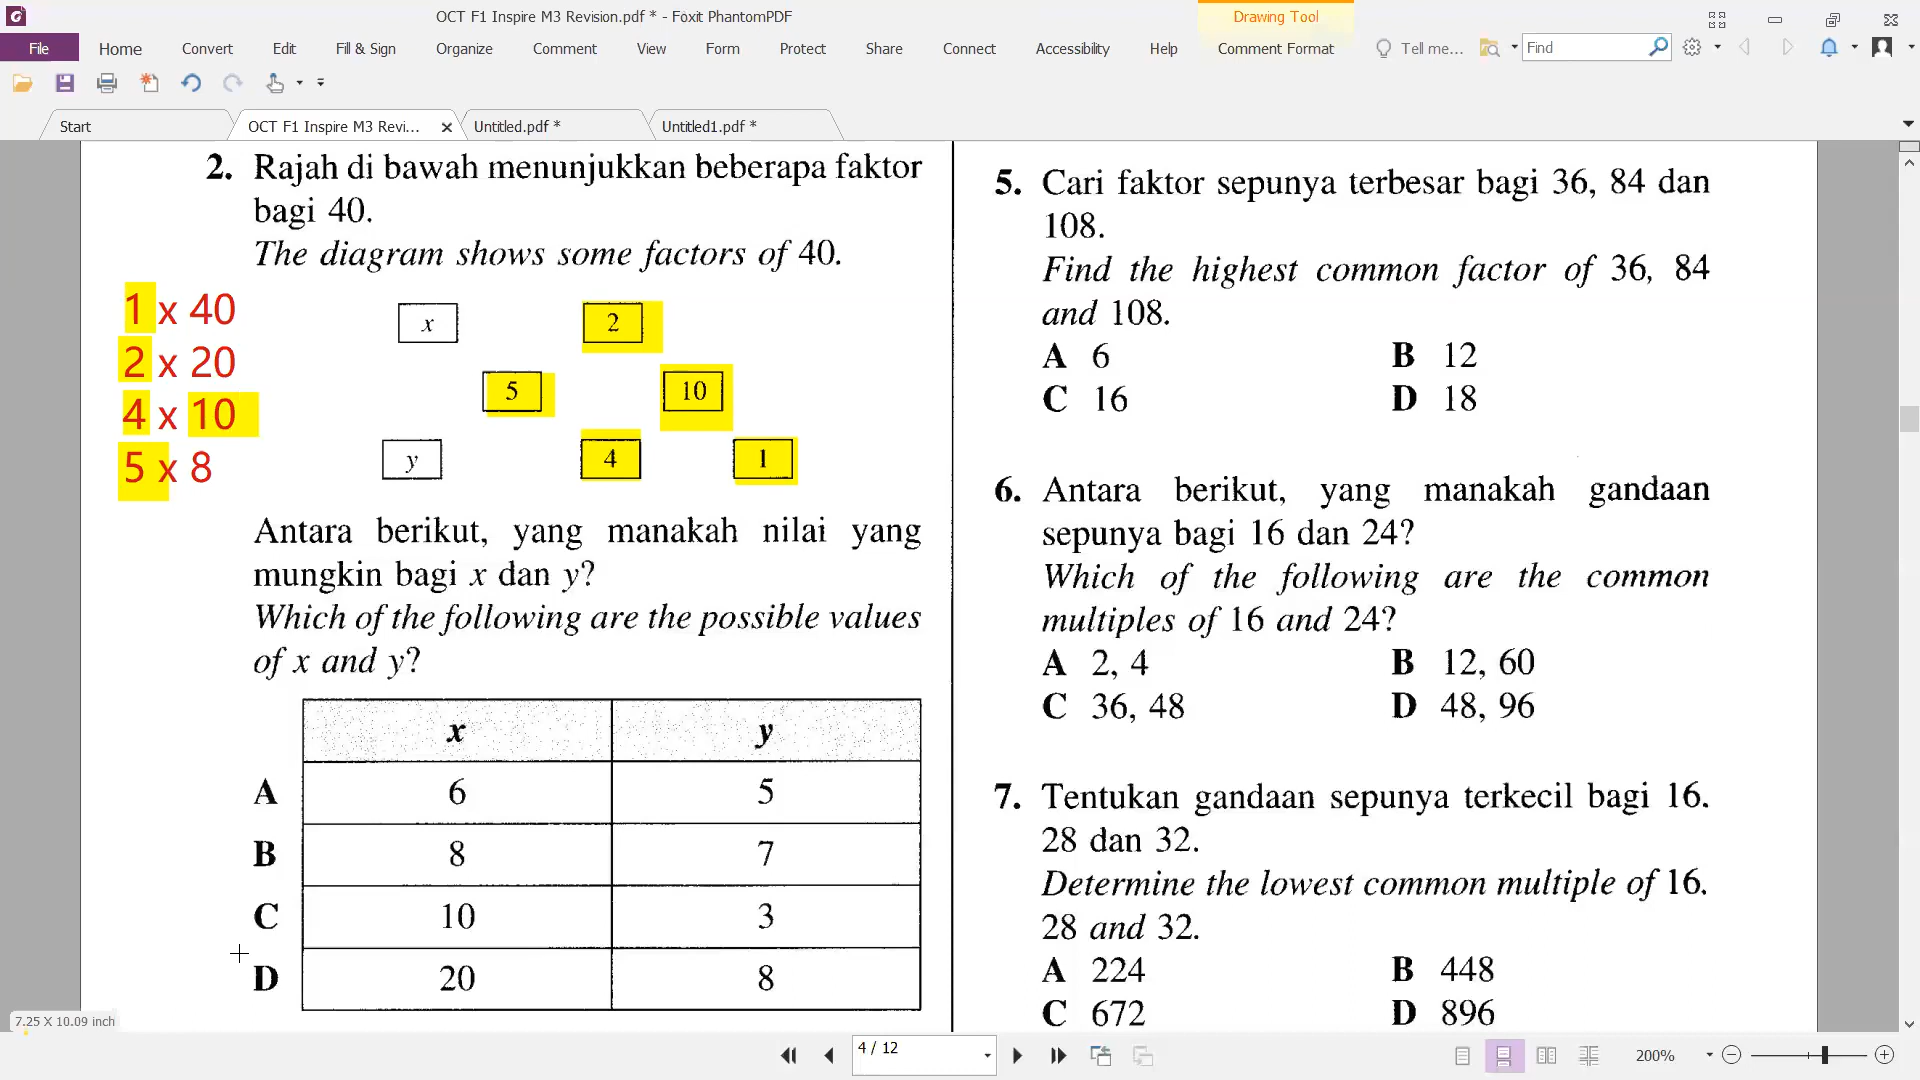 OCT F1 Inspire M3 Revision.pdf * - Foxit PhantomPDF
Drawing Tool
File Home Convert Edit Fill & Sign Organize Comment View Form Protect Share Connect Accessibility Help Comment Format Tell me... Find
Start
OCT F1 Inspire M3 Revi...
Untitled.pdf *
Untitled1.pdf *
2. Rajah di bawah menunjukkan beberapa faktor
bagi 40.
The diagram shows some factors of 40.
1 x 40
2 x 20
4 x 10
5 x 8
x 2
5 10
y 4 1
Antara berikut, yang manakah nilai yang
mungkin bagi x dan y?
Which of the following are the possible values
of x and y?
x y
A 6 5
B 8 7
C 10 3
D 20 8
5. Cari faktor sepunya terbesar bagi 36, 84 dan
108.
Find the highest common factor of 36, 84
and 108.
A 6 B 12
C 16 D 18
6. Antara berikut, yang manakah gandaan
sepunya bagi 16 dan 24?
Which of the following are the common
multiples of 16 and 24?
A 2, 4 B 12, 60
C 36, 48 D 48, 96
7. Tentukan gandaan sepunya terkecil bagi 16.
28 dan 32.
Determine the lowest common multiple of 16.
28 and 32.
A 224 B 448
C 672 D 896
7.25 X 10.09 inch
4 / 12
200%